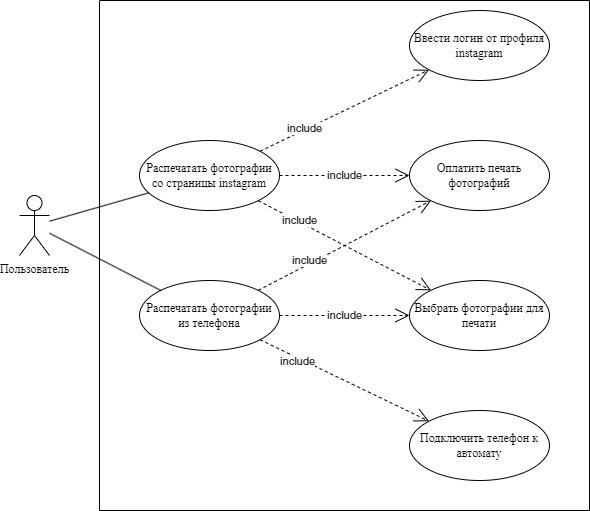 Ввести логин от профиля
instagram
include
Распечатать фотографии
со страницы instagram
include
Оплатить печать
фотографий
include
Пользователь
include
Распечатать фотографии
из телефона
include
Выбрать фотографии для
печати
include
Подключить телефон к
автомату